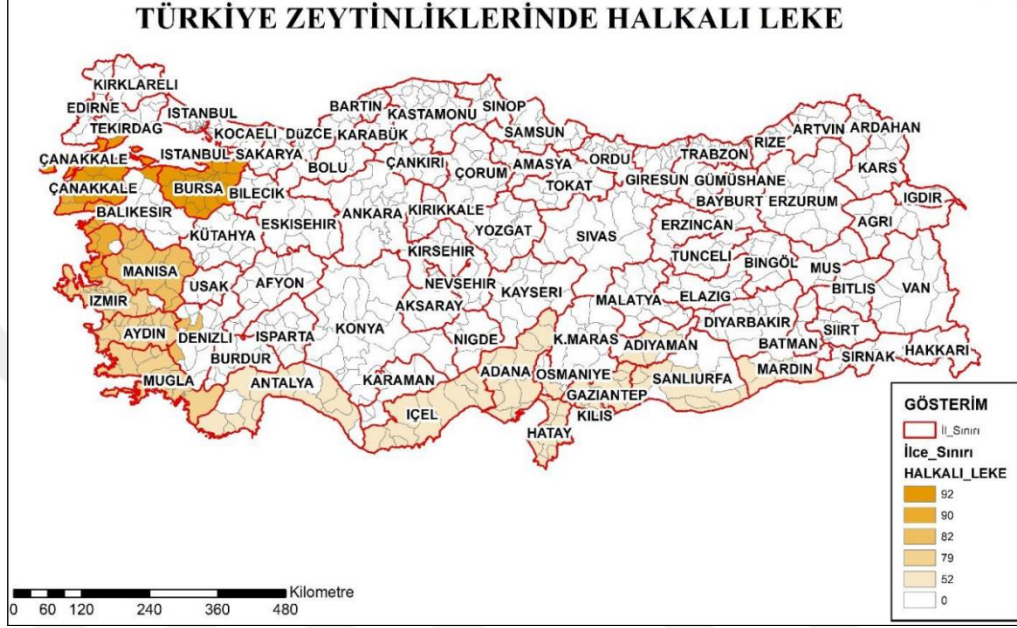 TÜRKİYE ZEYTİNLİKLERİNDE HALKALI LEKE
KIRKLARELI
EDIRNE
ISTANBUL
TEKIRDAG
BARTIN
KASTAMONU
SINOP
KOCAELI
DüZCE
KARABÜK
SAMSUN
ARTVIN
ARDAHAN
RIZE
ÇANAKKALE
ISTANBUL
SAKARYA
BOLU
ÇANKIRI
ÇORUM
AMASYA
ORDU
TRABZON
KARS
ÇANAKKALE
BURSA
BILECIK
TOKAT
GIRESUN
GÜMÜSHANE
BAYBURT
ERZURUM
IGDIR
BALIKESIR
ESKISEHIR
ANKARA
KIRIKKALE
YOZGAT
SIVAS
ERZINCAN
AGRI
KÜTAHYA
KIRSEHIR
TUNCELI
BINGÖL
MUS
MANISA
USAK
AFYON
NEVSEHIR
KAYSERI
BITLIS
VAN
IZMIR
AKSARAY
MALATYA
ELAZIG
AYDIN
DENIZLI
ISPARTA
KONYA
NIGDE
K.MARAS
ADIYAMAN
DIYARBAKIR
SIIRT
BATMAN
HAKKARI
BURDUR
SIRNAK
MUGLA
ANTALYA
KARAMAN
ADANA
OSMANIYE
SANLIURFA
MARDIN
GAZIANTEP
IÇEL
KILIS
HATAY
GÖSTERİM
İl_Sınırı
İlce_Sınırı
HALKALI_LEKE
92
90
82
79
52
0
Kilometre
0 60 120 240 360 480